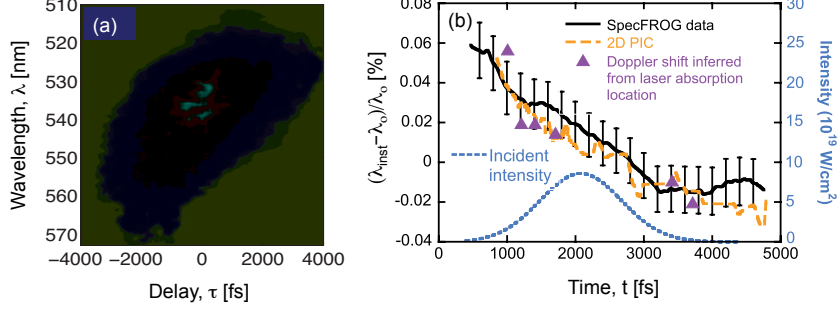 (a)
510
520
530
540
550
560
570
Wavelength, λ [nm]
−4000 −2000 0 2000 4000
Delay, τ [fs]
(b)
0.08
0.06
0.04
0.02
0
-0.02
-0.04
(λinst−λo)/λo [%]
SpecFROG data
2D PIC
Doppler shift inferred
from laser absorption
location
Incident
intensity
0 1000 2000 3000 4000 5000
Time, t [fs]
30
25
20
15
10
5
0
Intensity (10¹⁹ W/cm²)